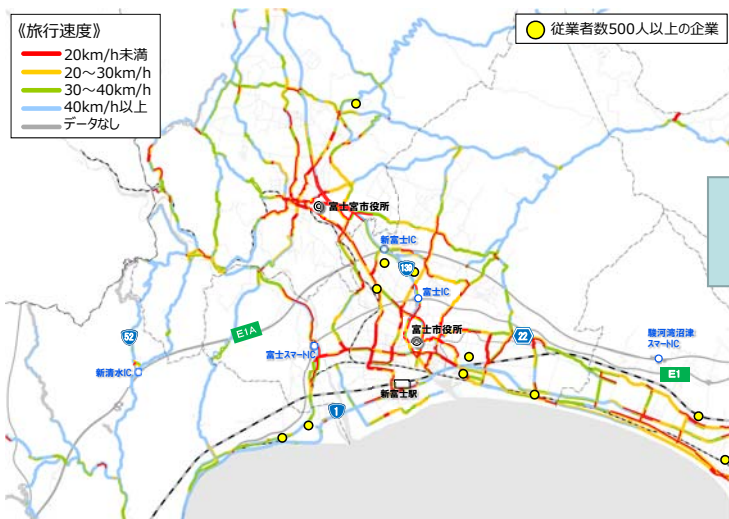 《旅行速度》
20km/h未満
20～30km/h
30～40km/h
40km/h以上
データなし
従業者数500人以上の企業
富士宮市役所
新富士IC
139
富士IC
E1A
52
富士市役所
22
駿河湾沼津
スマートIC
富士スマートIC
新清水IC
E1
新富士駅
1